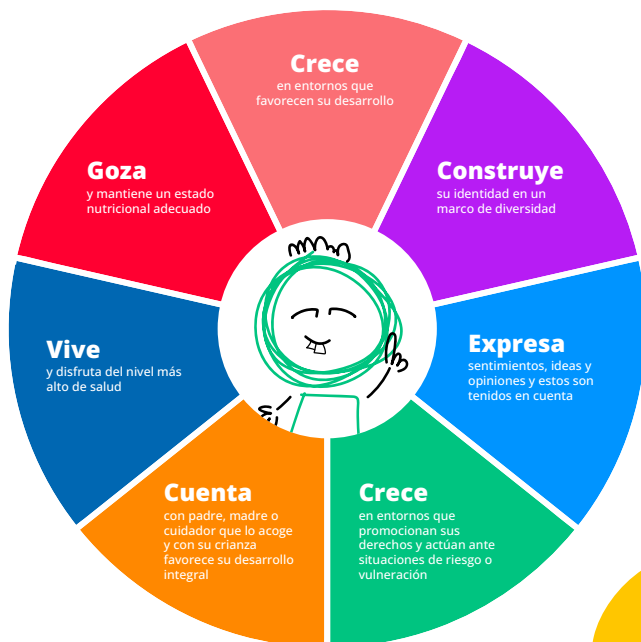 Crece
en entornos que
favorecen su desarrollo
Construye
su identidad en un
marco de diversidad
Expresa
sentimientos, ideas y
opiniones y estos son
tenidos en cuenta
Crece
en entornos que
promocionan sus
derechos y actúan ante
situaciones de riesgo o
vulneración
Cuenta
con padre, madre o
cuidador que lo acoge
y con su crianza
favorece su desarrollo
integral
Vive
y disfruta del nivel más
alto de salud
Goza
y mantiene un estado
nutricional adecuado